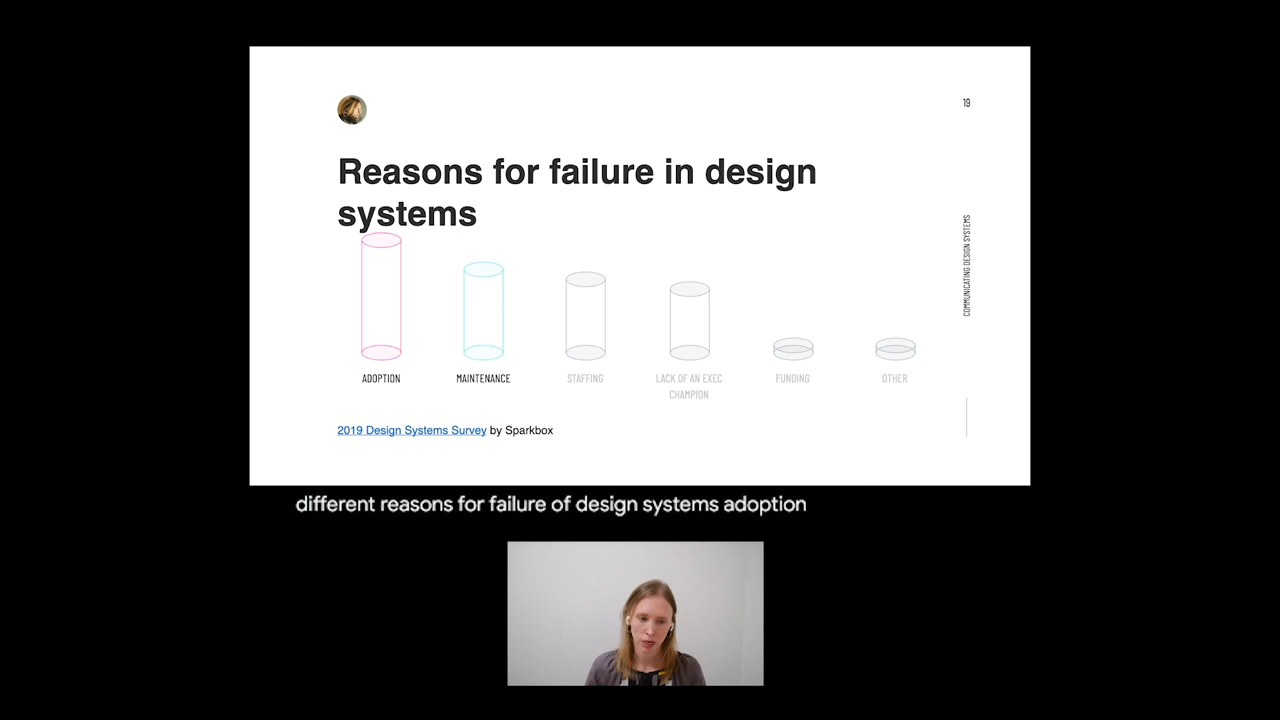 19
Reasons for failure in design
systems
COMMUNICATING DESIGN SYSTEMS
ADOPTION
MAINTENANCE
STAFFING
LACK OF AN EXEC
CHAMPION
FUNDING
OTHER
2019 Design Systems Survey by Sparkbox
different reasons for failure of design systems adoption